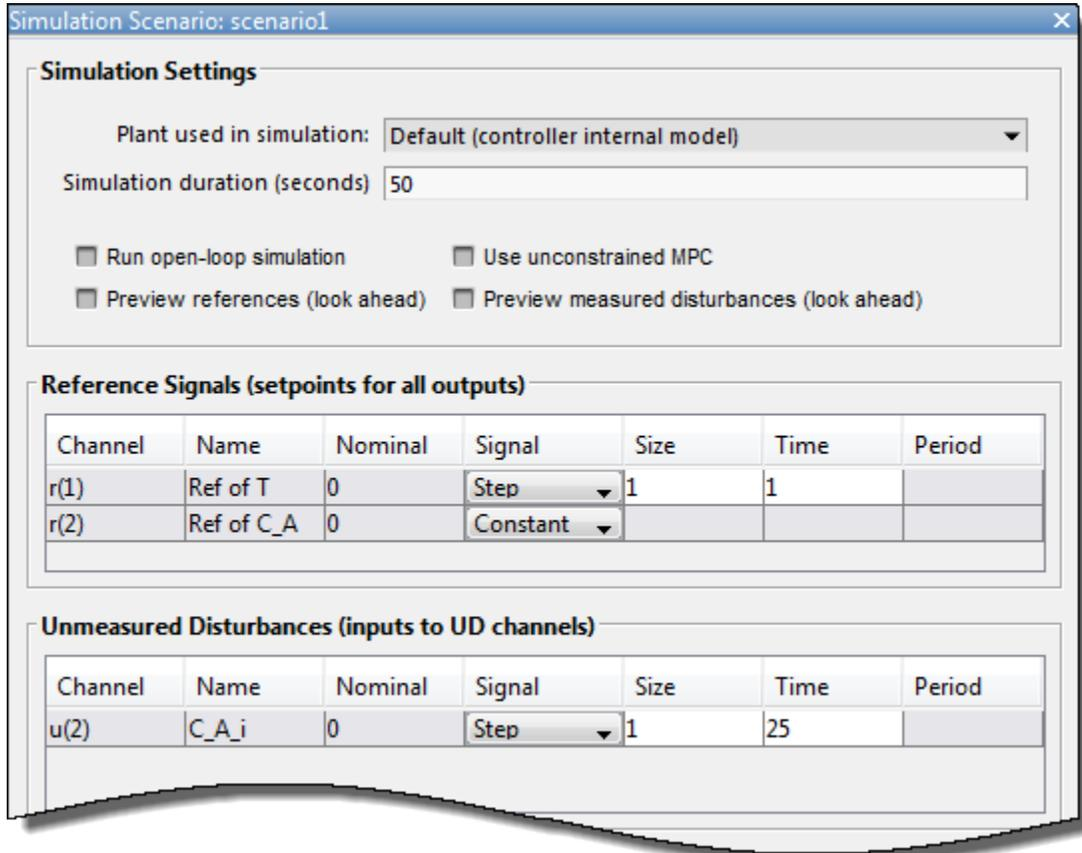 Simulation Scenario: scenario1
Simulation Settings
Plant used in simulation: Default (controller internal model)
Simulation duration (seconds) 50
Run open-loop simulation Use unconstrained MPC
Preview references (look ahead) Preview measured disturbances (look ahead)
Reference Signals (setpoints for all outputs)
Channel Name Nominal Signal Size Time Period
r(1) Ref of T 0 Step 1 1
r(2) Ref of C_A 0 Constant
Unmeasured Disturbances (inputs to UD channels)
Channel Name Nominal Signal Size Time Period
u(2) C_A_i 0 Step 1 25